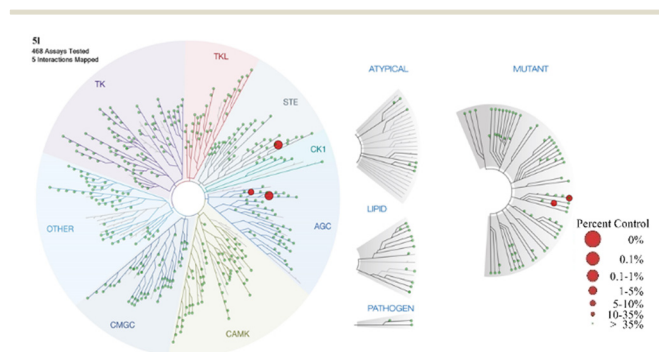 5l
468 Assays Tested
5 Interactions Mapped
TK
TKL
STE
CK1
AGC
CAMK
CMGC
OTHER
ATYPICAL
LIPID
PATHOGEN
MUTANT
Percent Control
0%
0.1%
0.1-1%
1-5%
5-10%
10-35%
> 35%